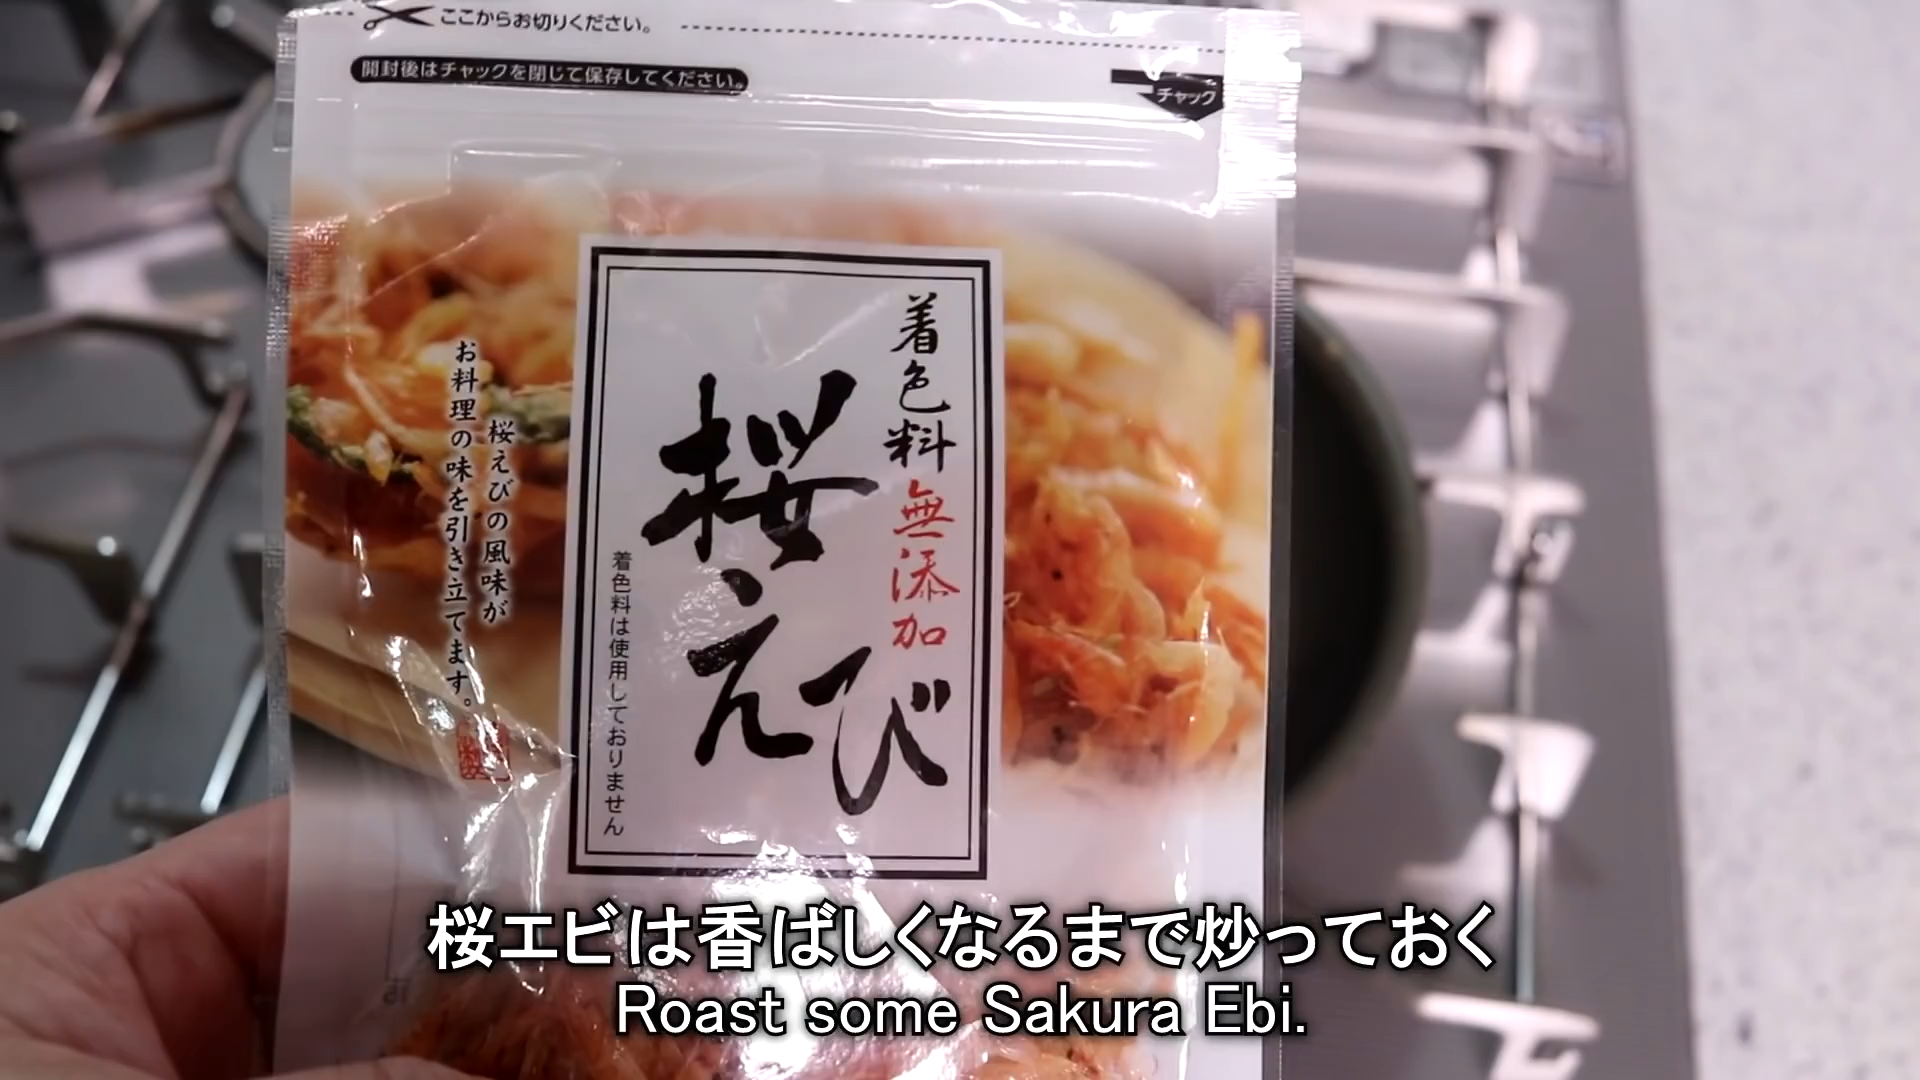 ここからお切りください。
開封後はチャックを閉じて保存してください。
チャック
着色料無添加
桜えび
着色料は使用しておりません
桜えびの風味が
お料理の味を引き立てます。
桜エビは香ばしくなるまで炒っておく
Roast some Sakura Ebi.